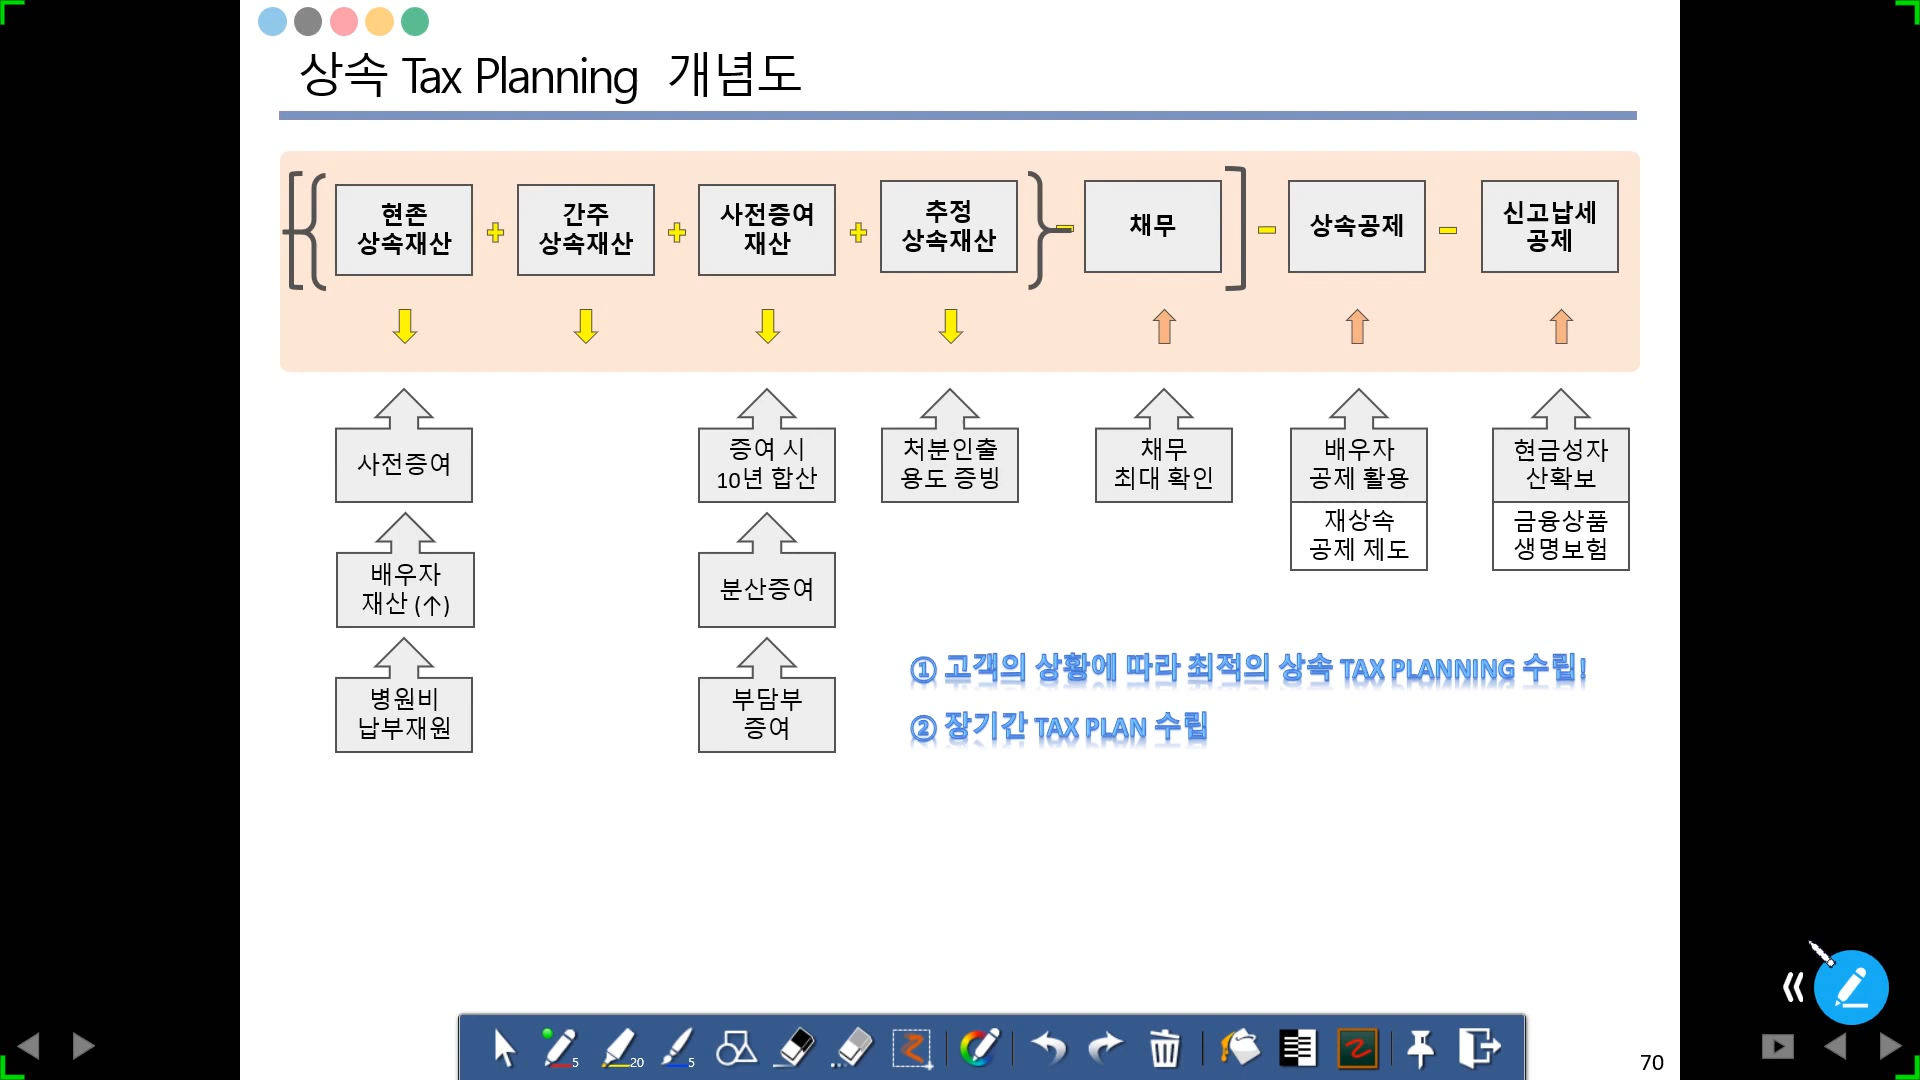 상속 Tax Planning 개념도
현존
상속재산
간주
상속재산
사전증여
재산
추정
상속재산
채무
상속공제
신고납세
공제
사전증여
증여 시
10년 합산
처분인출
용도 증빙
채무
최대 확인
배우자
공제 활용
현금성자
산확보
재상속
공제 제도
금융상품
생명보험
배우자
재산 (↑)
분산증여
병원비
납부재원
부담부
증여
① 고객의 상황에 따라 최적의 상속 TAX PLANNING 수립!
② 장기간 TAX PLAN 수립
5
20
5
70